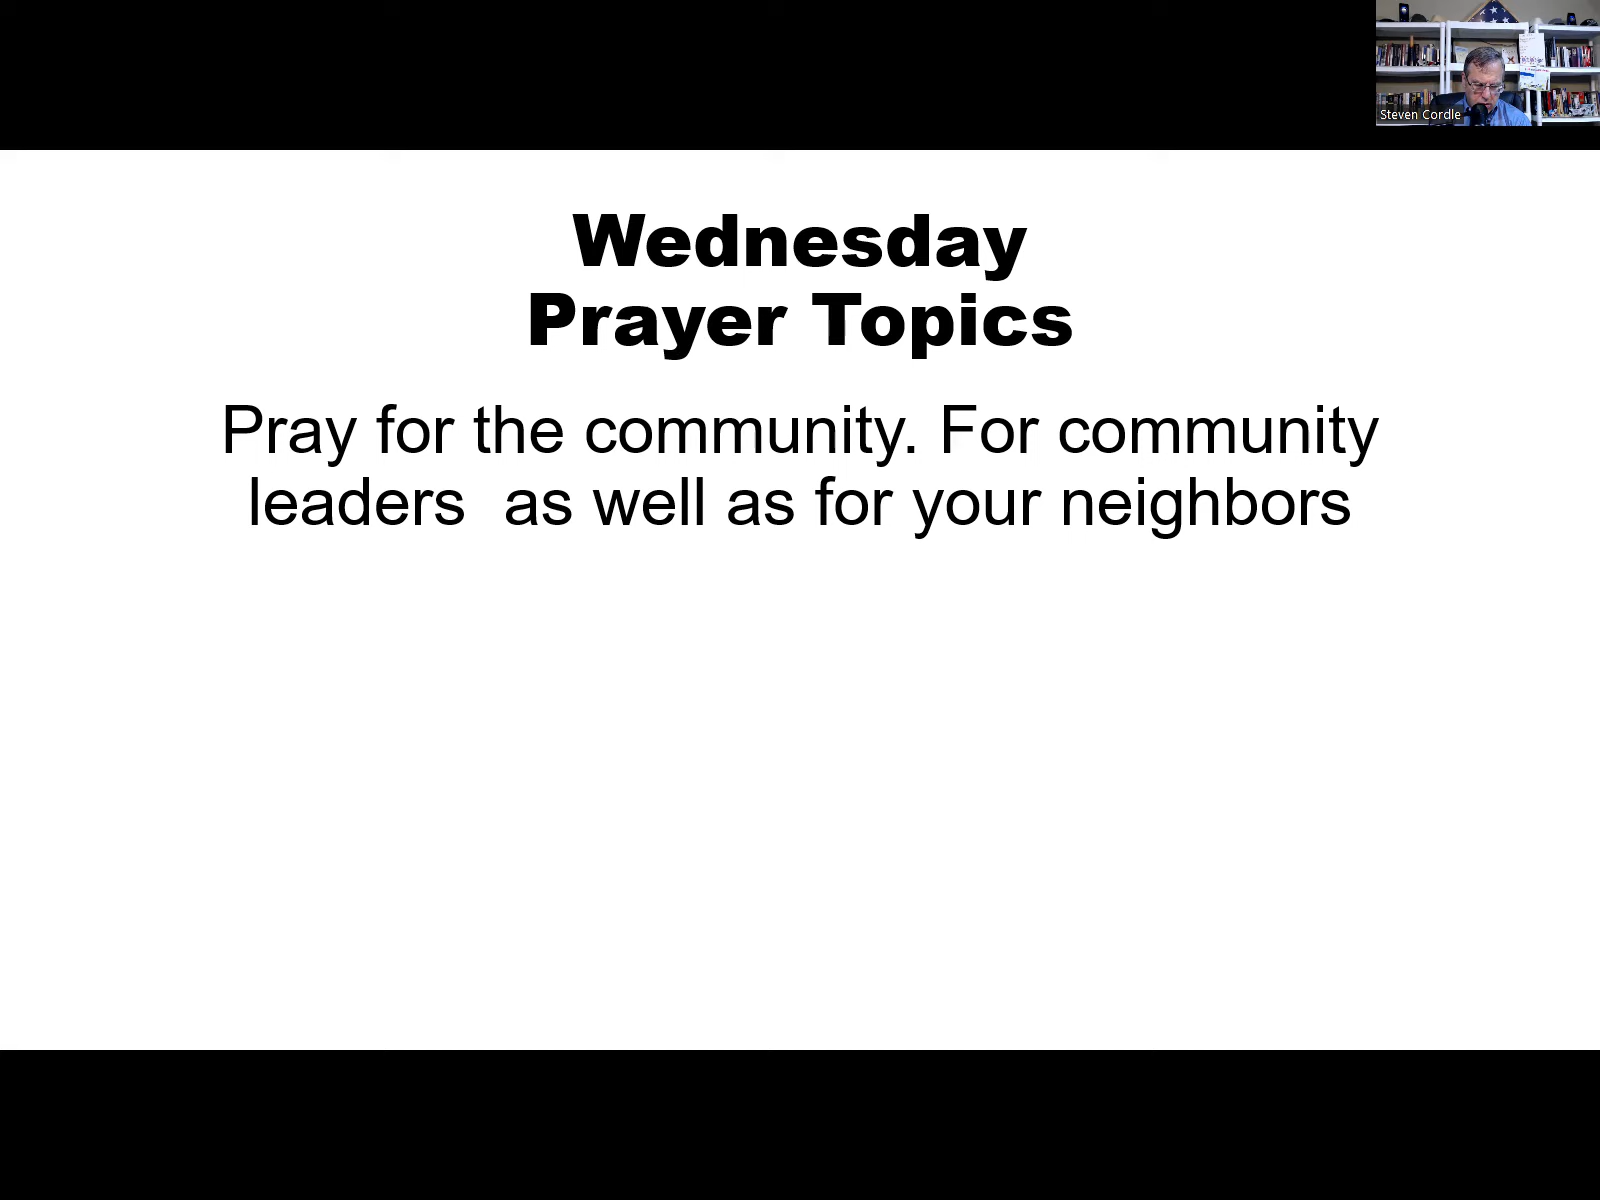 Steven Cordle
Wednesday
Prayer Topics
Pray for the community. For community
leaders  as well as for your neighbors